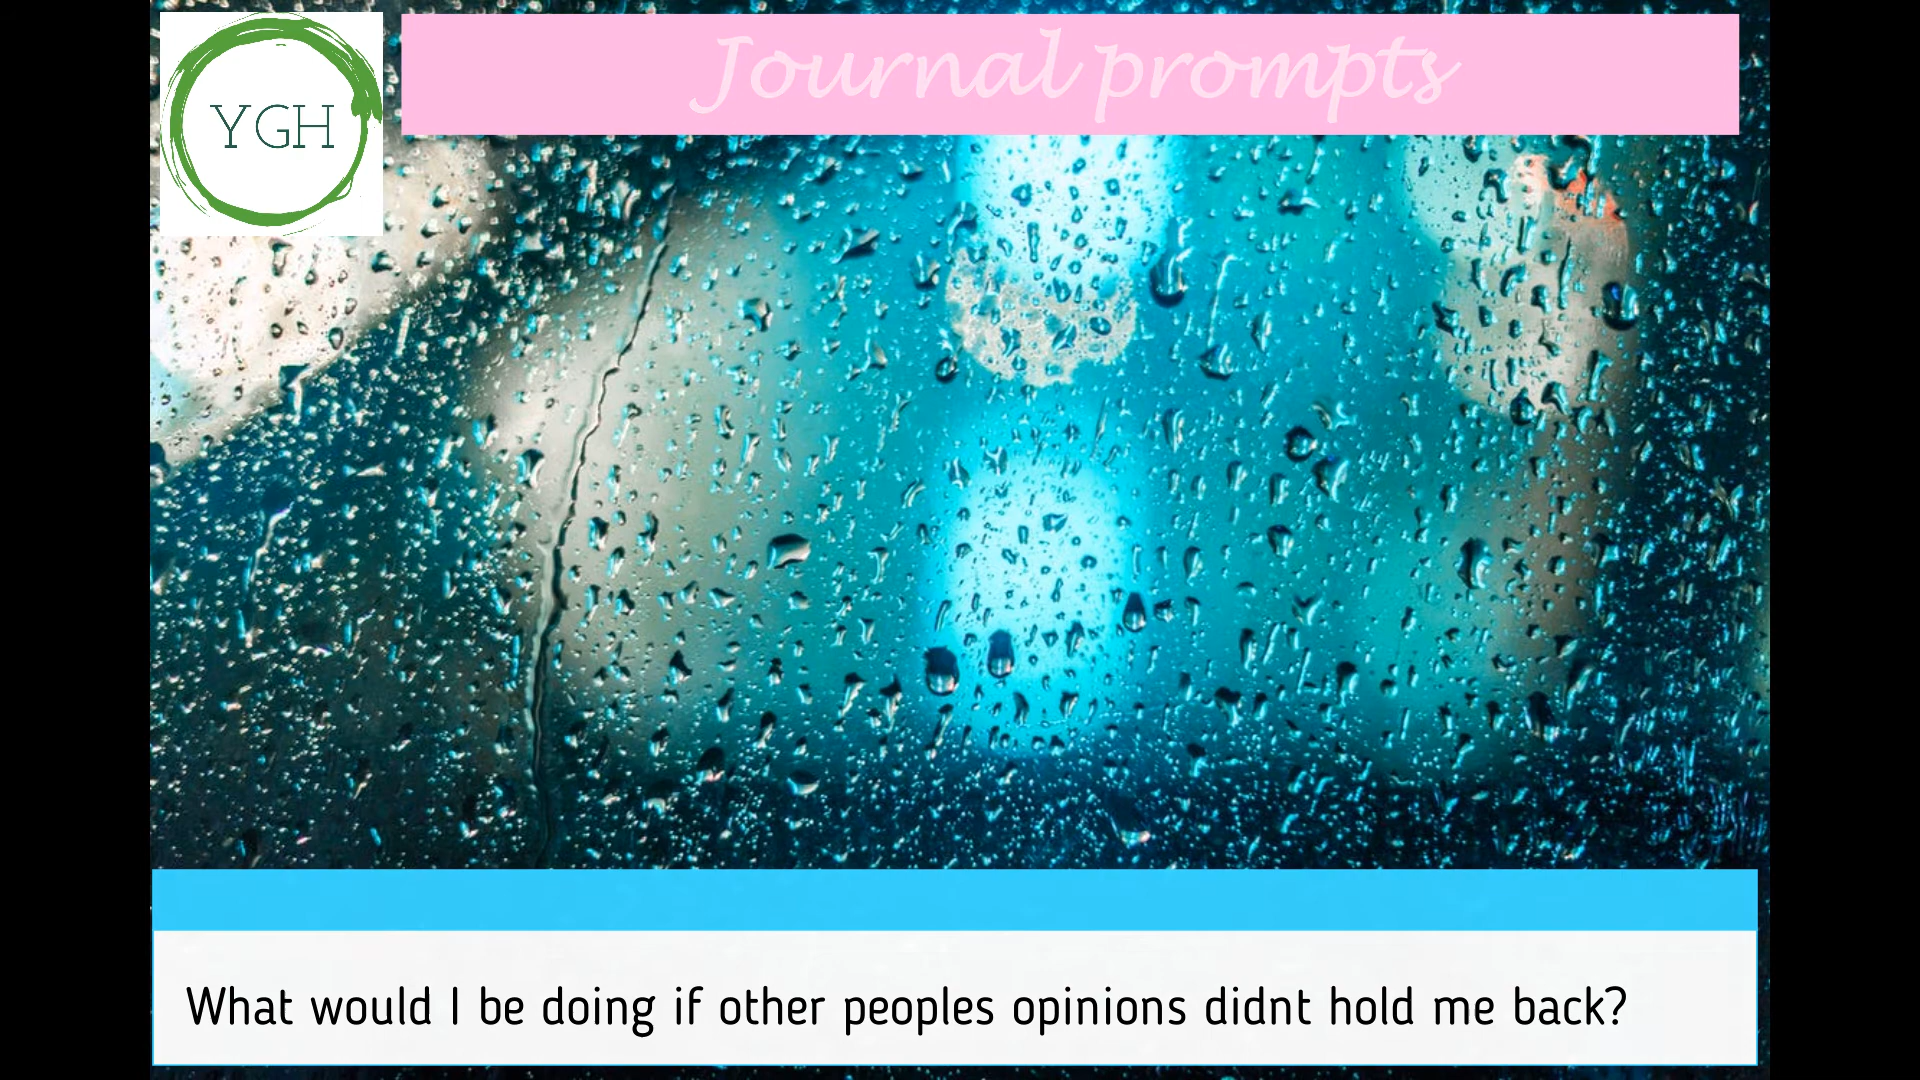 YGH
Journal prompts
What would I be doing if other peoples opinions didnt hold me back?